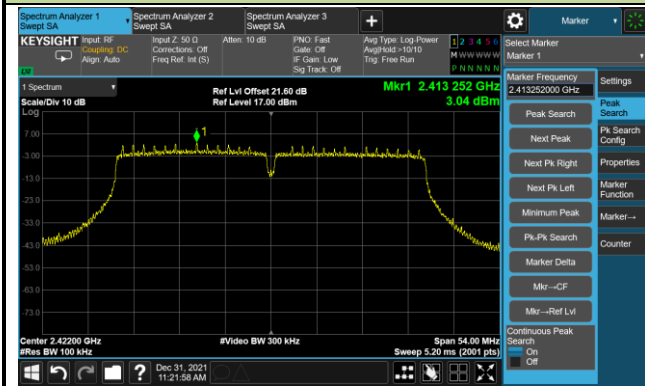 Spectrum Analyzer 1
Swept SA
Spectrum Analyzer 2
Swept SA
Spectrum Analyzer 3
Swept SA
+
Marker
KEYSIGHT
Input: RF
Coupling: DC
Align: Auto
Input Z: 50 Ω
Corrections: Off
Freq Ref: Int (S)
Atten: 10 dB
PNO: Fast
Gate: Off
IF Gain: Low
Sig Track: Off
Avg Type: Log-Power
Avg|Hold:>10/10
Trig: Free Run
1 2 3 4 5 6
M W W W W W
P N N N N N
Select Marker
Marker 1
LXI
1 Spectrum
Scale/Div 10 dB
Log
Ref Lvl Offset 21.60 dB
Ref Level 17.00 dBm
Mkr1 2.413 252 GHz
3.04 dBm
1
7.00
-3.00
-13.0
-23.0
-33.0
-43.0
-53.0
-63.0
-73.0
Center 2.42200 GHz
#Res BW 100 kHz
#Video BW 300 kHz
Span 54.00 MHz
Sweep 5.20 ms (2001 pts)
Marker Frequency
2.413252000 GHz
Peak Search
Next Peak
Next Pk Right
Next Pk Left
Minimum Peak
Pk-Pk Search
Marker Delta
Mkr→CF
Mkr→Ref Lvl
Continuous Peak
Search
On
Off
Settings
Peak
Search
Pk Search
Config
Properties
Marker
Function
Marker→
Counter
?
Dec 31, 2021
11:21:58 AM